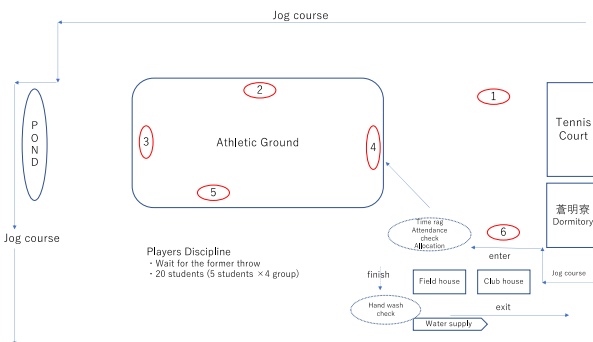 Jog course
1
2
Tennis
Court
P
O
N
D
3
Athletic Ground
4
5
蒼明寮
Dormitory
Time rag
Attendance
check
Allocation
6
Jog course
Players Discipline
・Wait for the former throw
・20 students (5 students ×4 group)
enter
finish
Field house
Club house
Jog course
Hand wash
check
exit
Water supply